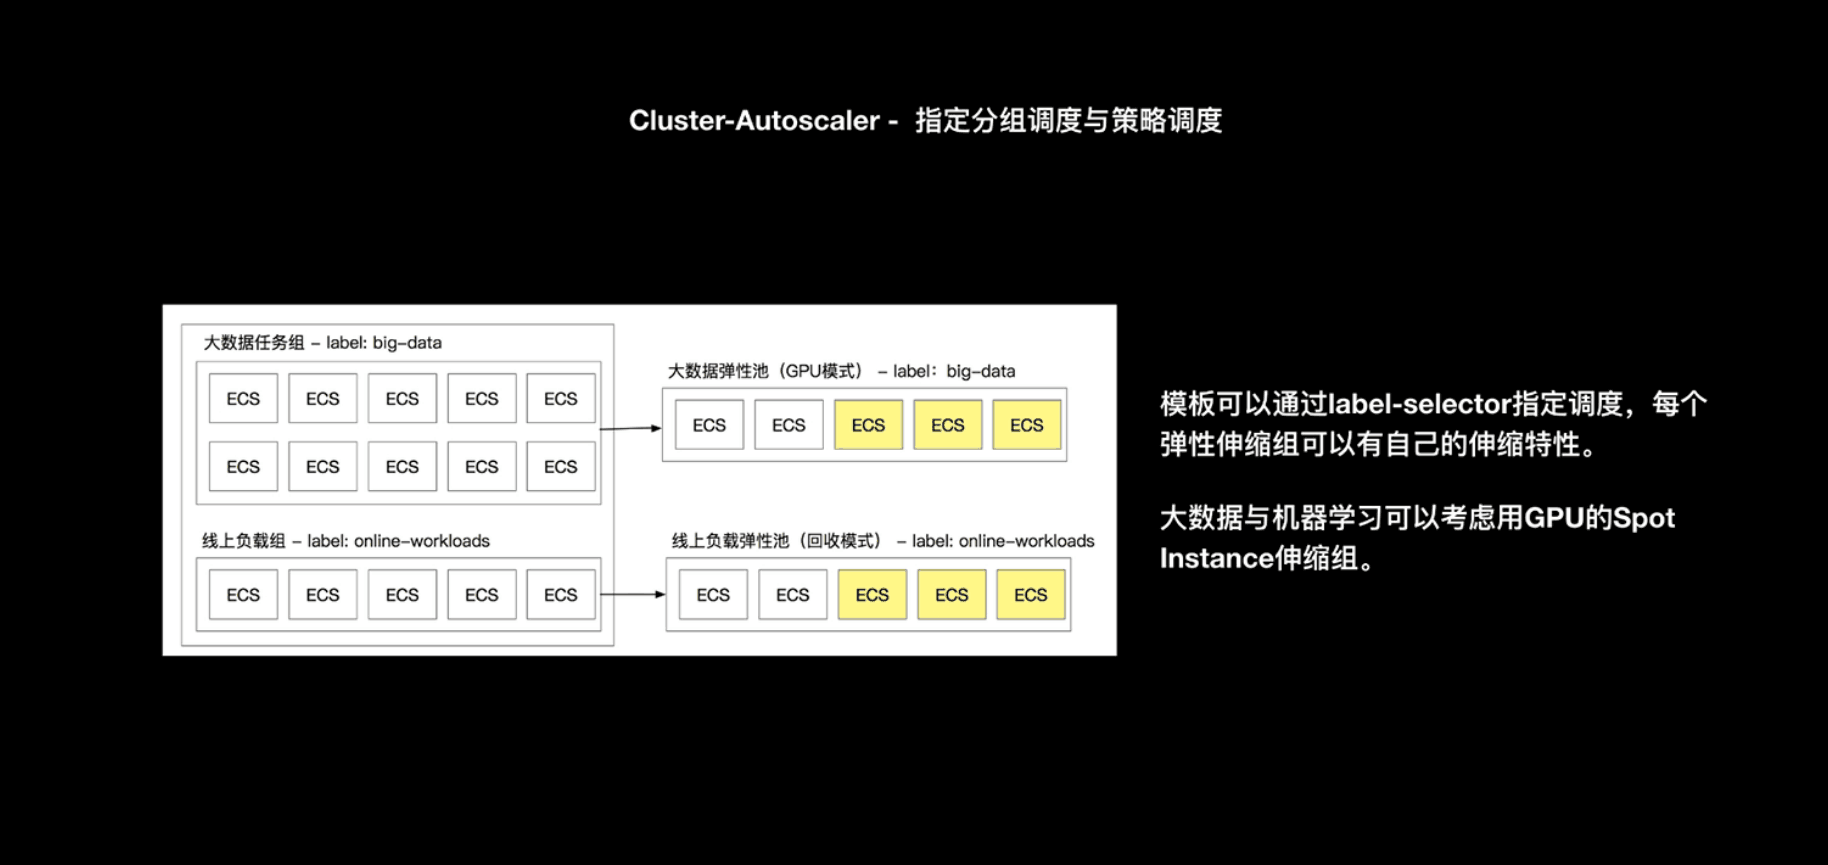 Cluster-Autoscaler - 指定分组调度与策略调度
大数据任务组 – label: big-data
ECS ECS ECS ECS ECS
ECS ECS ECS ECS ECS
线上负载组 – label: online-workloads
ECS ECS ECS ECS ECS
大数据弹性池（GPU模式） – label：big-data
ECS ECS ECS ECS ECS
线上负载弹性池（回收模式） – label: online-workloads
ECS ECS ECS ECS ECS
模板可以通过label-selector指定调度，每个
弹性伸缩组可以有自己的伸缩特性。
大数据与机器学习可以考虑用GPU的Spot
Instance伸缩组。